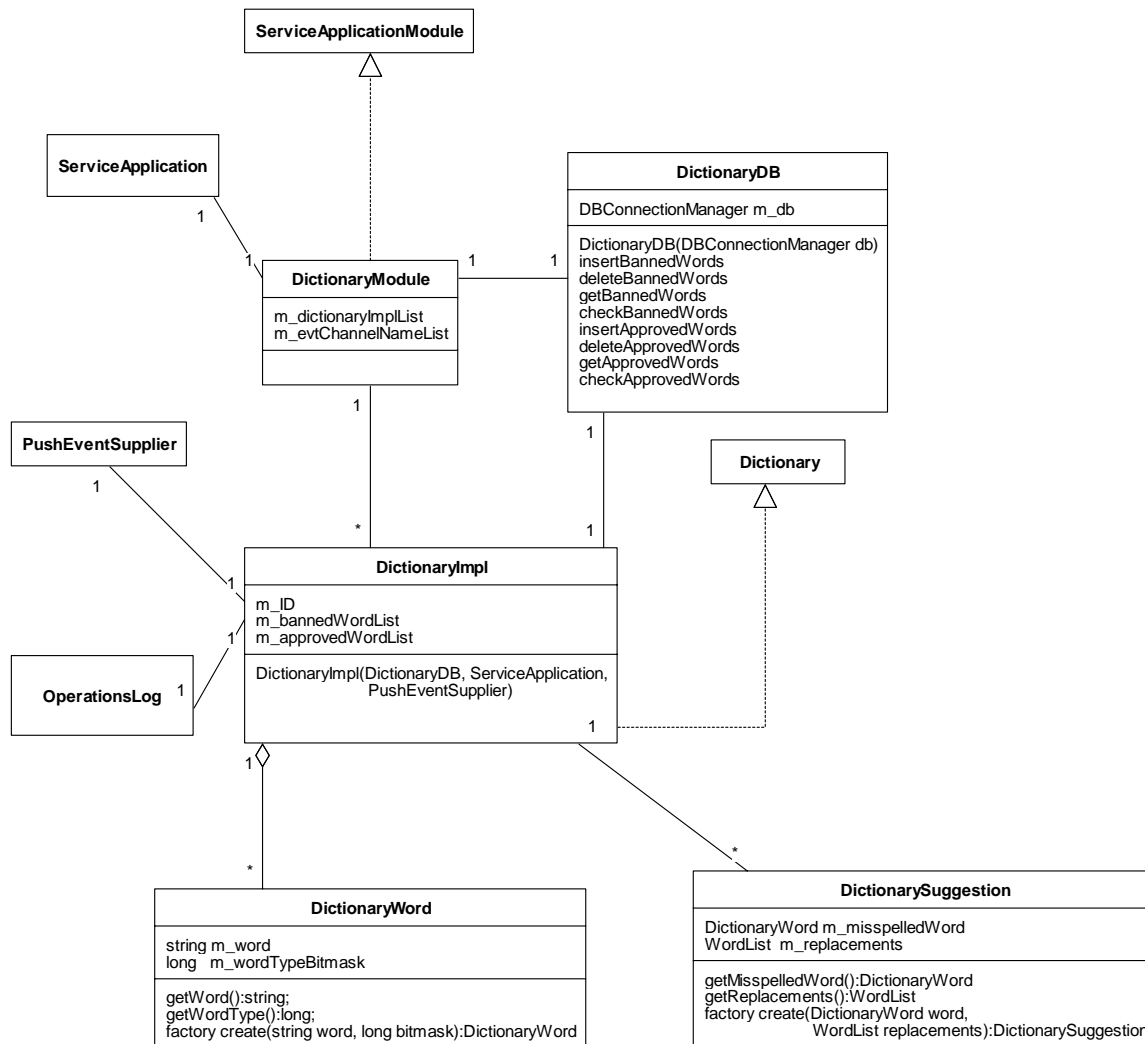 ServiceApplicationModule
ServiceApplication
1
1
DictionaryModule
m_dictionaryImplList
m_evtChannelNameList
1
1
DictionaryDB
DBConnectionManager m_db
DictionaryDB(DBConnectionManager db)
insertBannedWords
deleteBannedWords
getBannedWords
checkBannedWords
insertApprovedWords
deleteApprovedWords
getApprovedWords
checkApprovedWords
1
1
PushEventSupplier
1
Dictionary
*
1
1
DictionaryImpl
m_ID
m_bannedWordList
m_approvedWordList
DictionaryImpl(DictionaryDB, ServiceApplication,
PushEventSupplier)
1
OperationsLog
1
1
1
*
*
DictionaryWord
string m_word
long m_wordTypeBitmask
getWord():string;
getWordType():long;
factory create(string word, long bitmask):DictionaryWord
DictionarySuggestion
DictionaryWord m_misspelledWord
WordList m_replacements
getMisspelledWord():DictionaryWord
getReplacements():WordList
factory create(DictionaryWord word,
WordList replacements):DictionarySuggestion